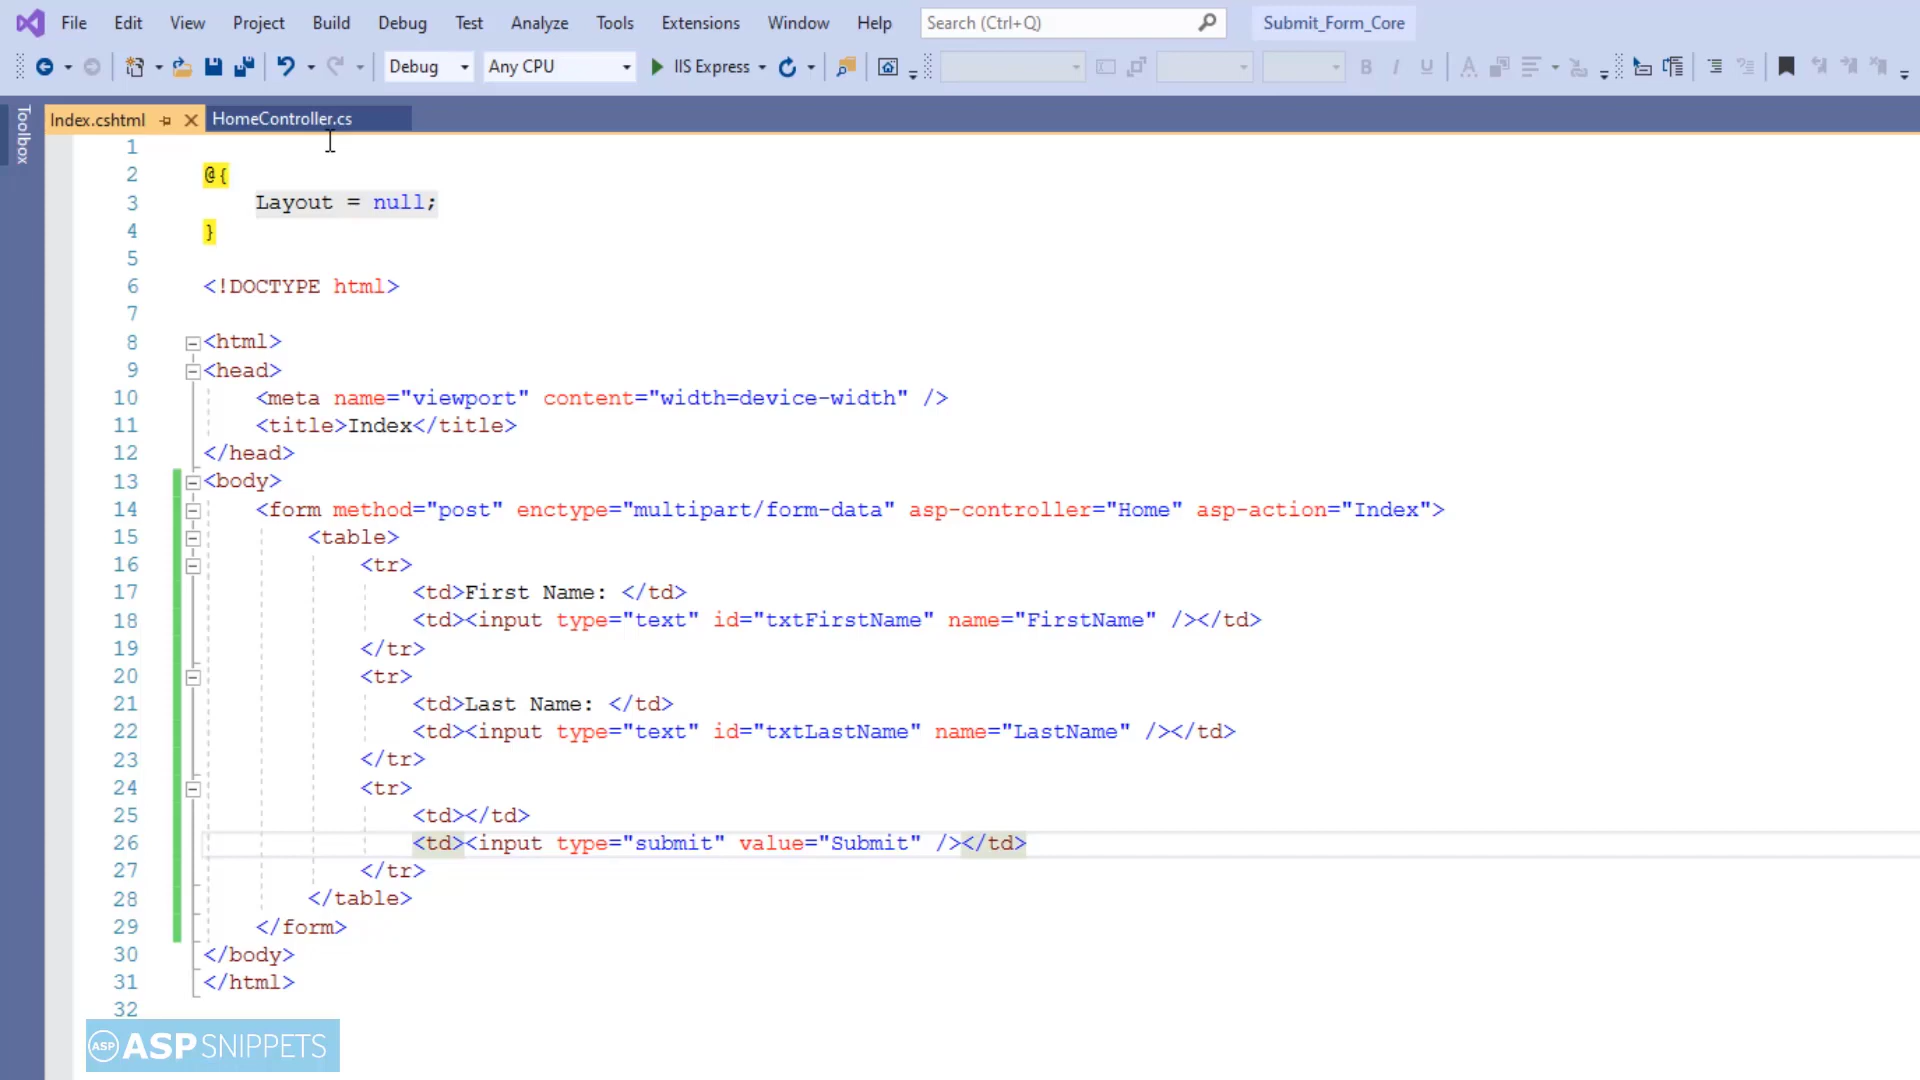 File Edit View Project Build Debug Test Analyze Tools Extensions Window Help Search (Ctrl+Q) Submit_Form_Core
Debug Any CPU IIS Express B I U A
Toolbox
Index.cshtml HomeController.cs
1
2 @{
3 Layout = null;
4 }
5
6 <!DOCTYPE html>
7
8 <html>
9 <head>
10 <meta name="viewport" content="width=device-width" />
11 <title>Index</title>
12 </head>
13 <body>
14 <form method="post" enctype="multipart/form-data" asp-controller="Home" asp-action="Index">
15 <table>
16 <tr>
17 <td>First Name: </td>
18 <td><input type="text" id="txtFirstName" name="FirstName" /></td>
19 </tr>
20 <tr>
21 <td>Last Name: </td>
22 <td><input type="text" id="txtLastName" name="LastName" /></td>
23 </tr>
24 <tr>
25 <td></td>
26 <td><input type="submit" value="Submit" /></td>
27 </tr>
28 </table>
29 </form>
30 </body>
31 </html>
32
ASP ASPSNIPPETS